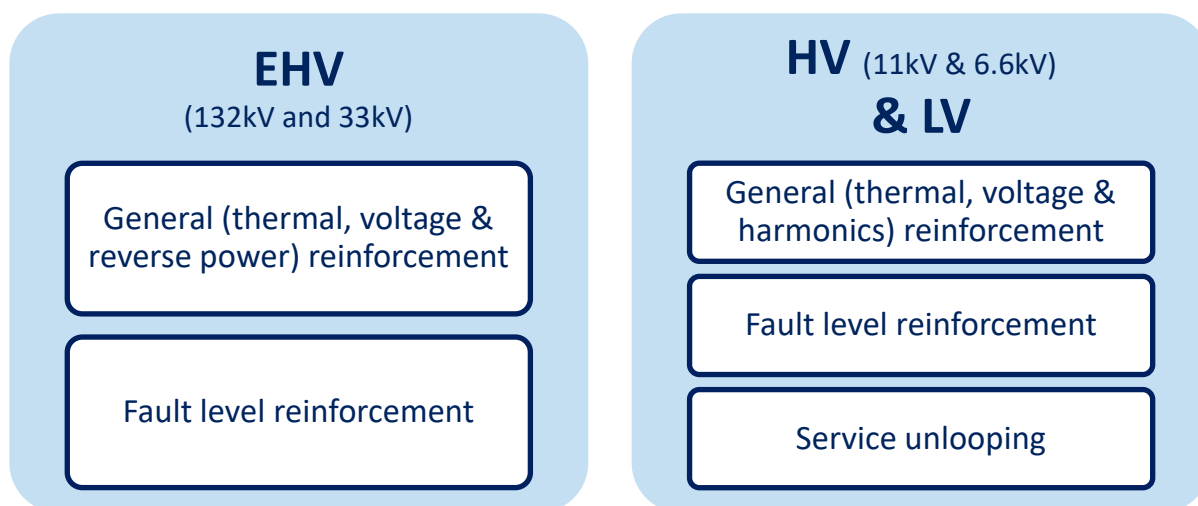 EHV
(132kV and 33kV)
General (thermal, voltage &
reverse power) reinforcement
Fault level reinforcement
HV (11kV & 6.6kV)
& LV
General (thermal, voltage &
harmonics) reinforcement
Fault level reinforcement
Service unlooping